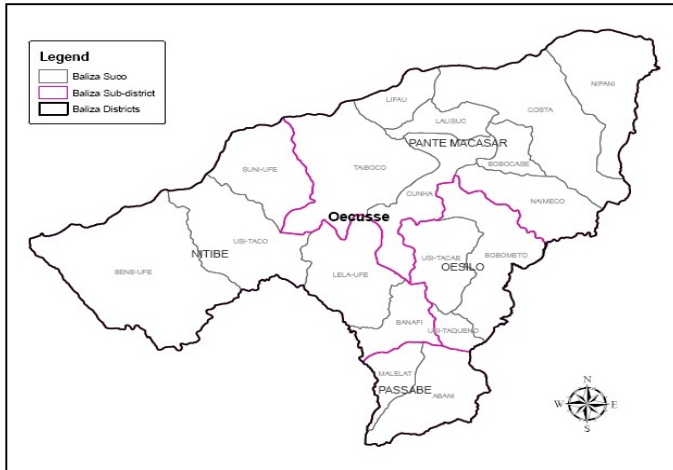 Legend
Baliza Suco
Baliza Sub-district
Baliza Districts
NIPANI
LIFAU
COSTA
LALISUC
PANTE MACASAR
BOBOCASE
SUNI-UFE
TAIBOCO
CUNHA
NAIMECO
Oecusse
USI-TACO
NITIBE
USI-TACAE
BOBOMETO
OESILO
BENE-UFE
LELA-UFE
BANAFI
USI-TAQUENO
MALELAT
PASSABE
ABANI
N
W E
S